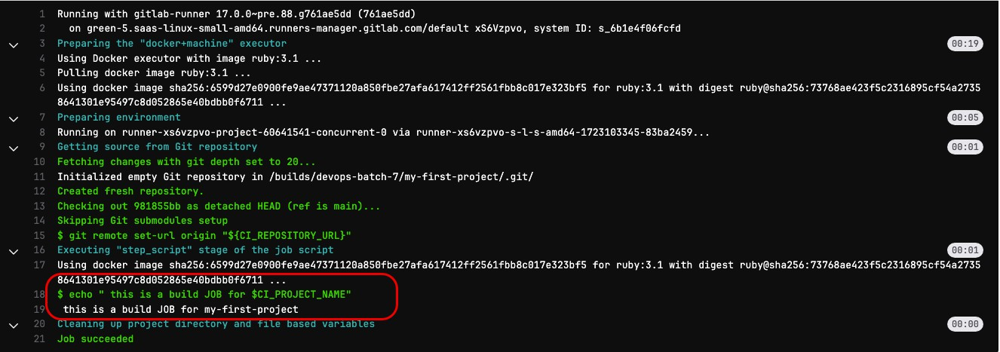 1 Running with gitlab-runner 17.0.0~pre.88.g761ae5dd (761ae5dd)
2 on green-5.saas-linux-small-amd64.runners-manager.gitlab.com/default xS6Vzpvo, system ID: s_6b1e4f06fcfd
3 Preparing the "docker+machine" executor 00:19
4 Using Docker executor with image ruby:3.1 ...
5 Pulling docker image ruby:3.1 ...
6 Using docker image sha256:6599d27e0900fe9ae47371120a850fbe27afa617412ff2561fbb8c017e323bf5 for ruby:3.1 with digest ruby@sha256:73768ae423f5c2316895cf54a2735
8641301e95497c8d052865e40bdbb0f6711 ...
7 Preparing environment 00:05
8 Running on runner-xs6vzpvo-project-60641541-concurrent-0 via runner-xs6vzpvo-s-l-s-amd64-1723103345-83ba2459...
9 Getting source from Git repository 00:01
10 Fetching changes with git depth set to 20...
11 Initialized empty Git repository in /builds/devops-batch-7/my-first-project/.git/
12 Created fresh repository.
13 Checking out 981855bb as detached HEAD (ref is main)...
14 Skipping Git submodules setup
15 $ git remote set-url origin "${CI_REPOSITORY_URL}"
16 Executing "step_script" stage of the job script 00:01
17 Using docker image sha256:6599d27e0900fe9ae47371120a850fbe27afa617412ff2561fbb8c017e323bf5 for ruby:3.1 with digest ruby@sha256:73768ae423f5c2316895cf54a2735
8641301e95497c8d052865e40bdbb0f6711 ...
18 $ echo " this is a build JOB for $CI_PROJECT_NAME"
19 this is a build JOB for my-first-project
20 Cleaning up project directory and file based variables 00:00
21 Job succeeded